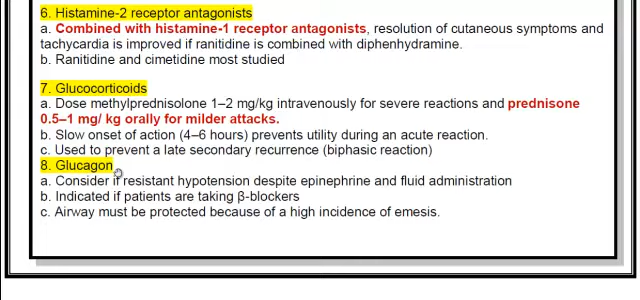 6. Histamine-2 receptor antagonists
a. Combined with histamine-1 receptor antagonists, resolution of cutaneous symptoms and
tachycardia is improved if ranitidine is combined with diphenhydramine.
b. Ranitidine and cimetidine most studied
7. Glucocorticoids
a. Dose methylprednisolone 1–2 mg/kg intravenously for severe reactions and prednisone
0.5–1 mg/ kg orally for milder attacks.
b. Slow onset of action (4–6 hours) prevents utility during an acute reaction.
c. Used to prevent a late secondary recurrence (biphasic reaction)
8. Glucagon
a. Consider if resistant hypotension despite epinephrine and fluid administration
b. Indicated if patients are taking β-blockers
c. Airway must be protected because of a high incidence of emesis.